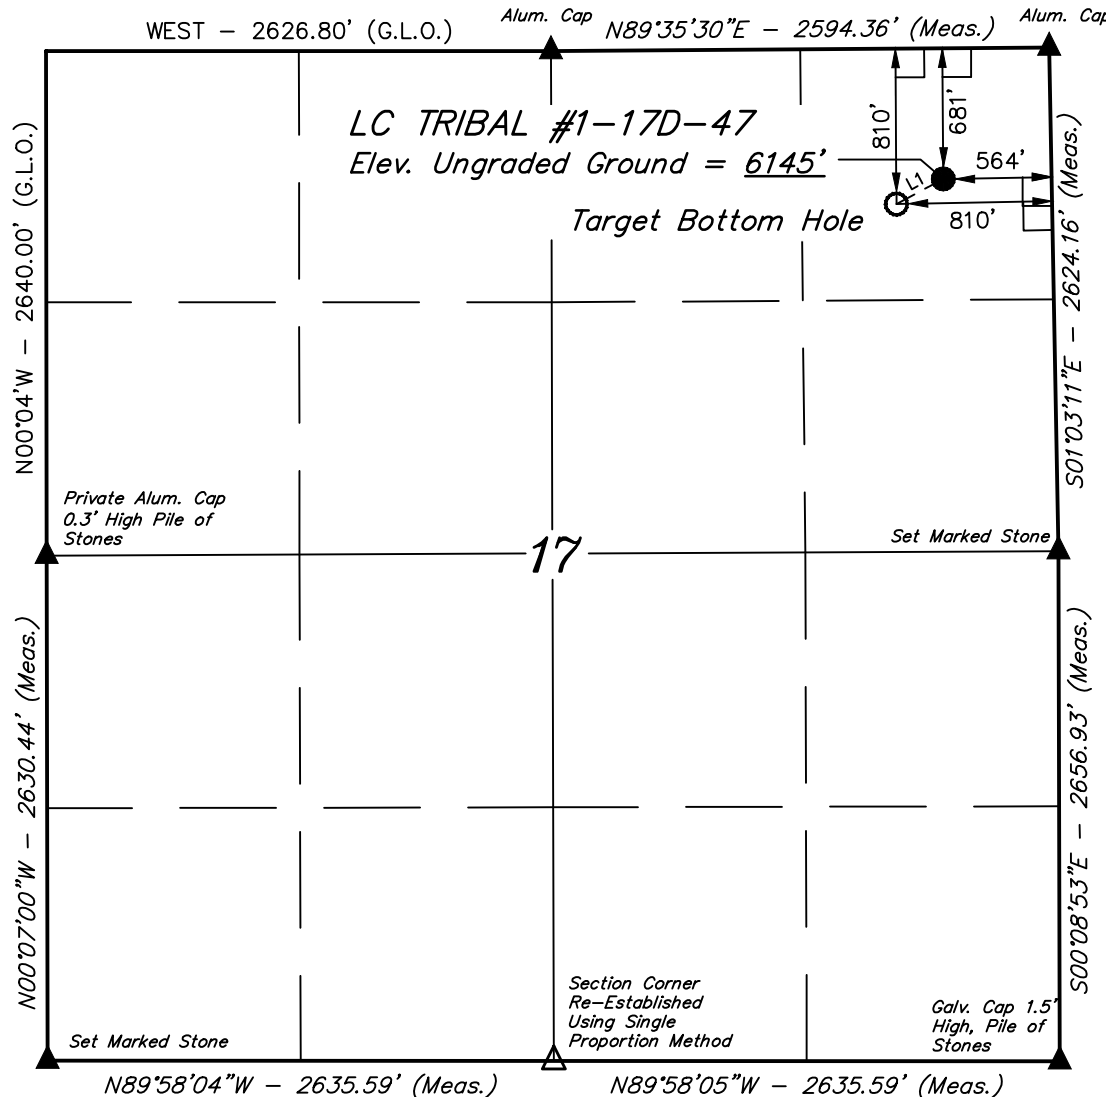 Alum. Cap
Alum. Cap
WEST - 2626.80' (G.L.O.)
N89°35'30"E - 2594.36' (Meas.)
LC TRIBAL #1-17D-47
Elev. Ungraded Ground = 6145'
810'
681'
564'
L1
810'
Target Bottom Hole
N00°04'W - 2640.00' (G.L.O.)
S01°03'11"E - 2624.16' (Meas.)
Private Alum. Cap
0.3' High Pile of
Stones
Set Marked Stone
17
N00°07'00"W - 2630.44' (Meas.)
S00°08'53"E - 2656.93' (Meas.)
Section Corner
Re-Established
Using Single
Proportion Method
Galv. Cap 1.5'
High, Pile of
Stones
Set Marked Stone
N89°58'04"W - 2635.59' (Meas.)
N89°58'05"W - 2635.59' (Meas.)